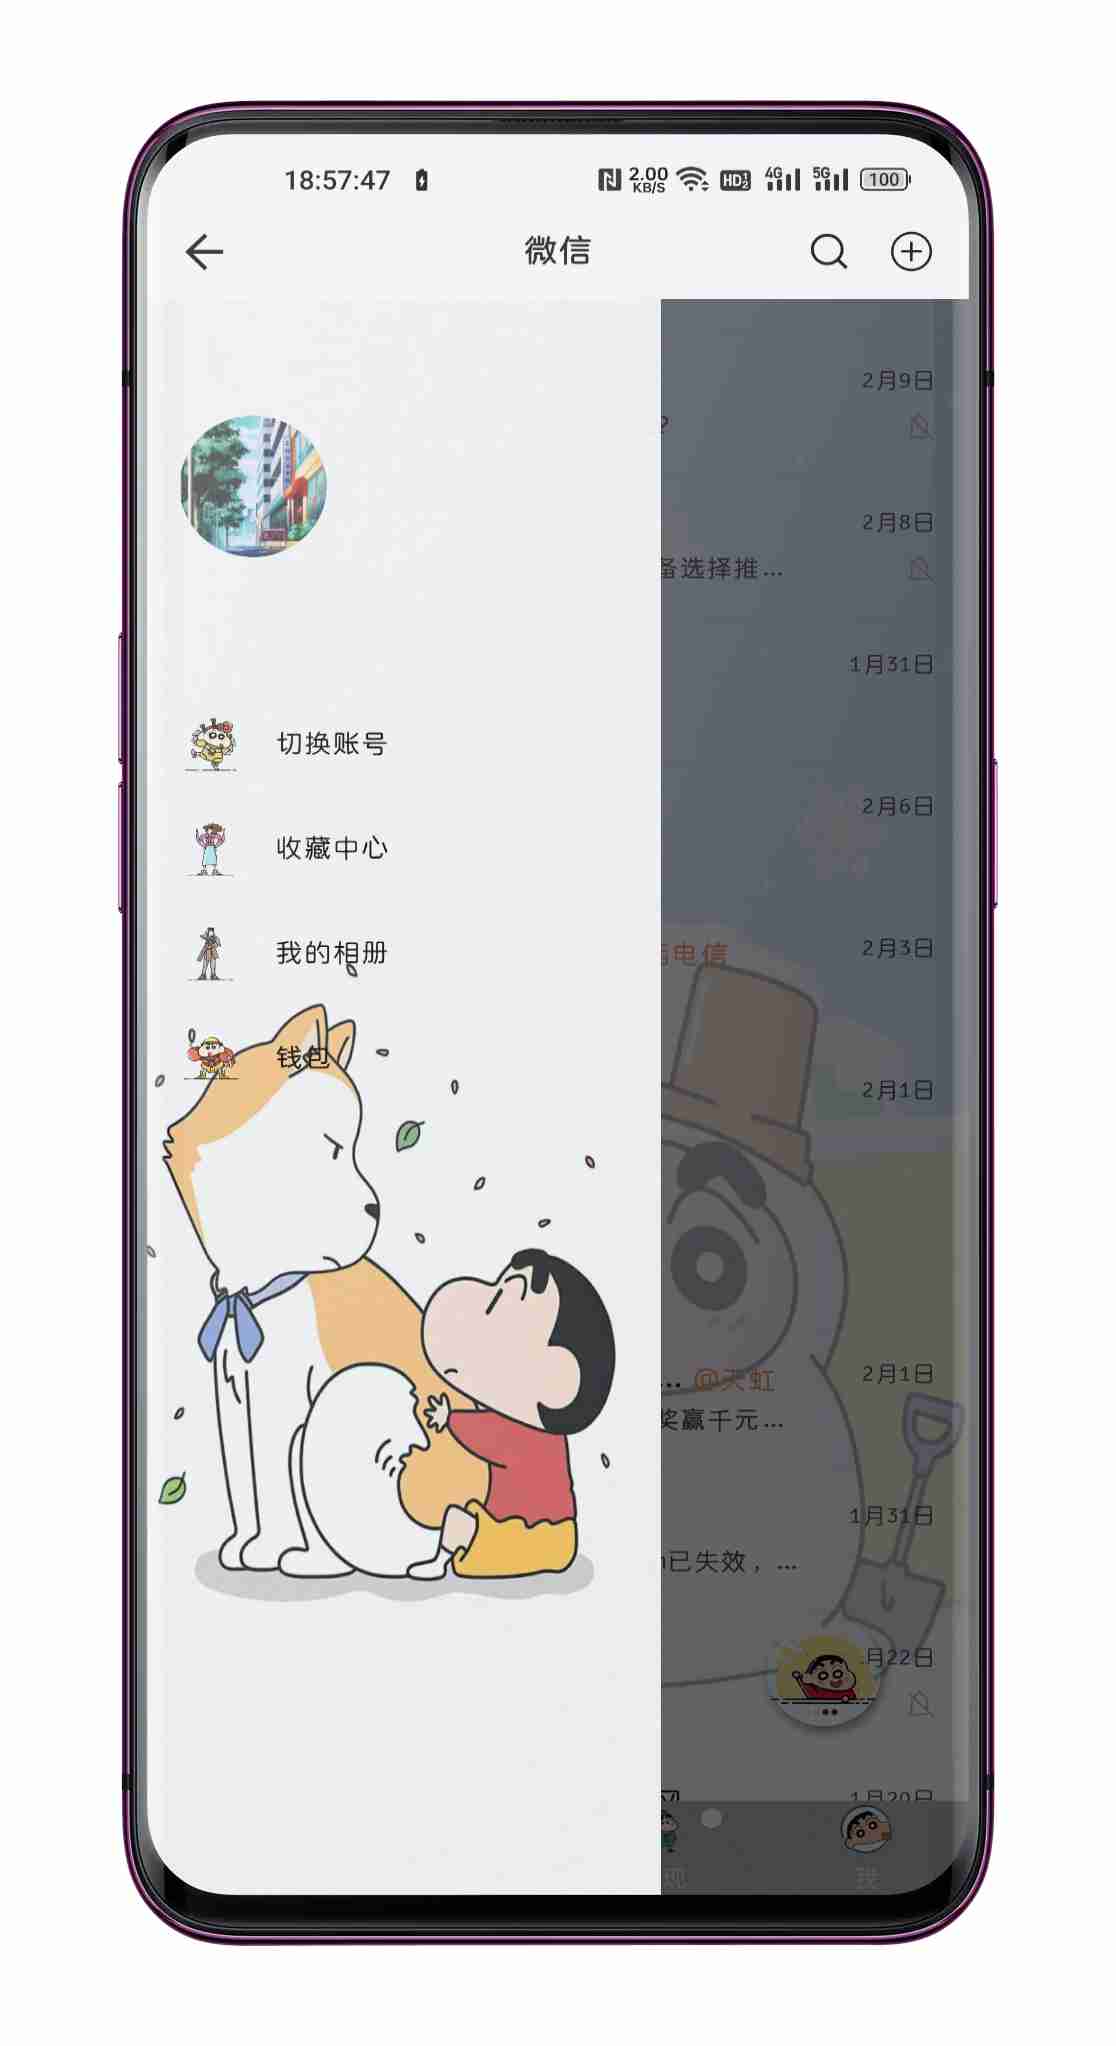 18:57:47
2.00
KB/S
HD 1 2
4G
5G
100
微信
2月9日
?
2月8日
备选择推...
1月31日
切换账号
2月6日
收藏中心
2月3日
电信
我的相册
钱包
2月1日
2月1日
... @天虹
奖赢千元...
1月31日
已失效，...
月22日
1月20日
现
我